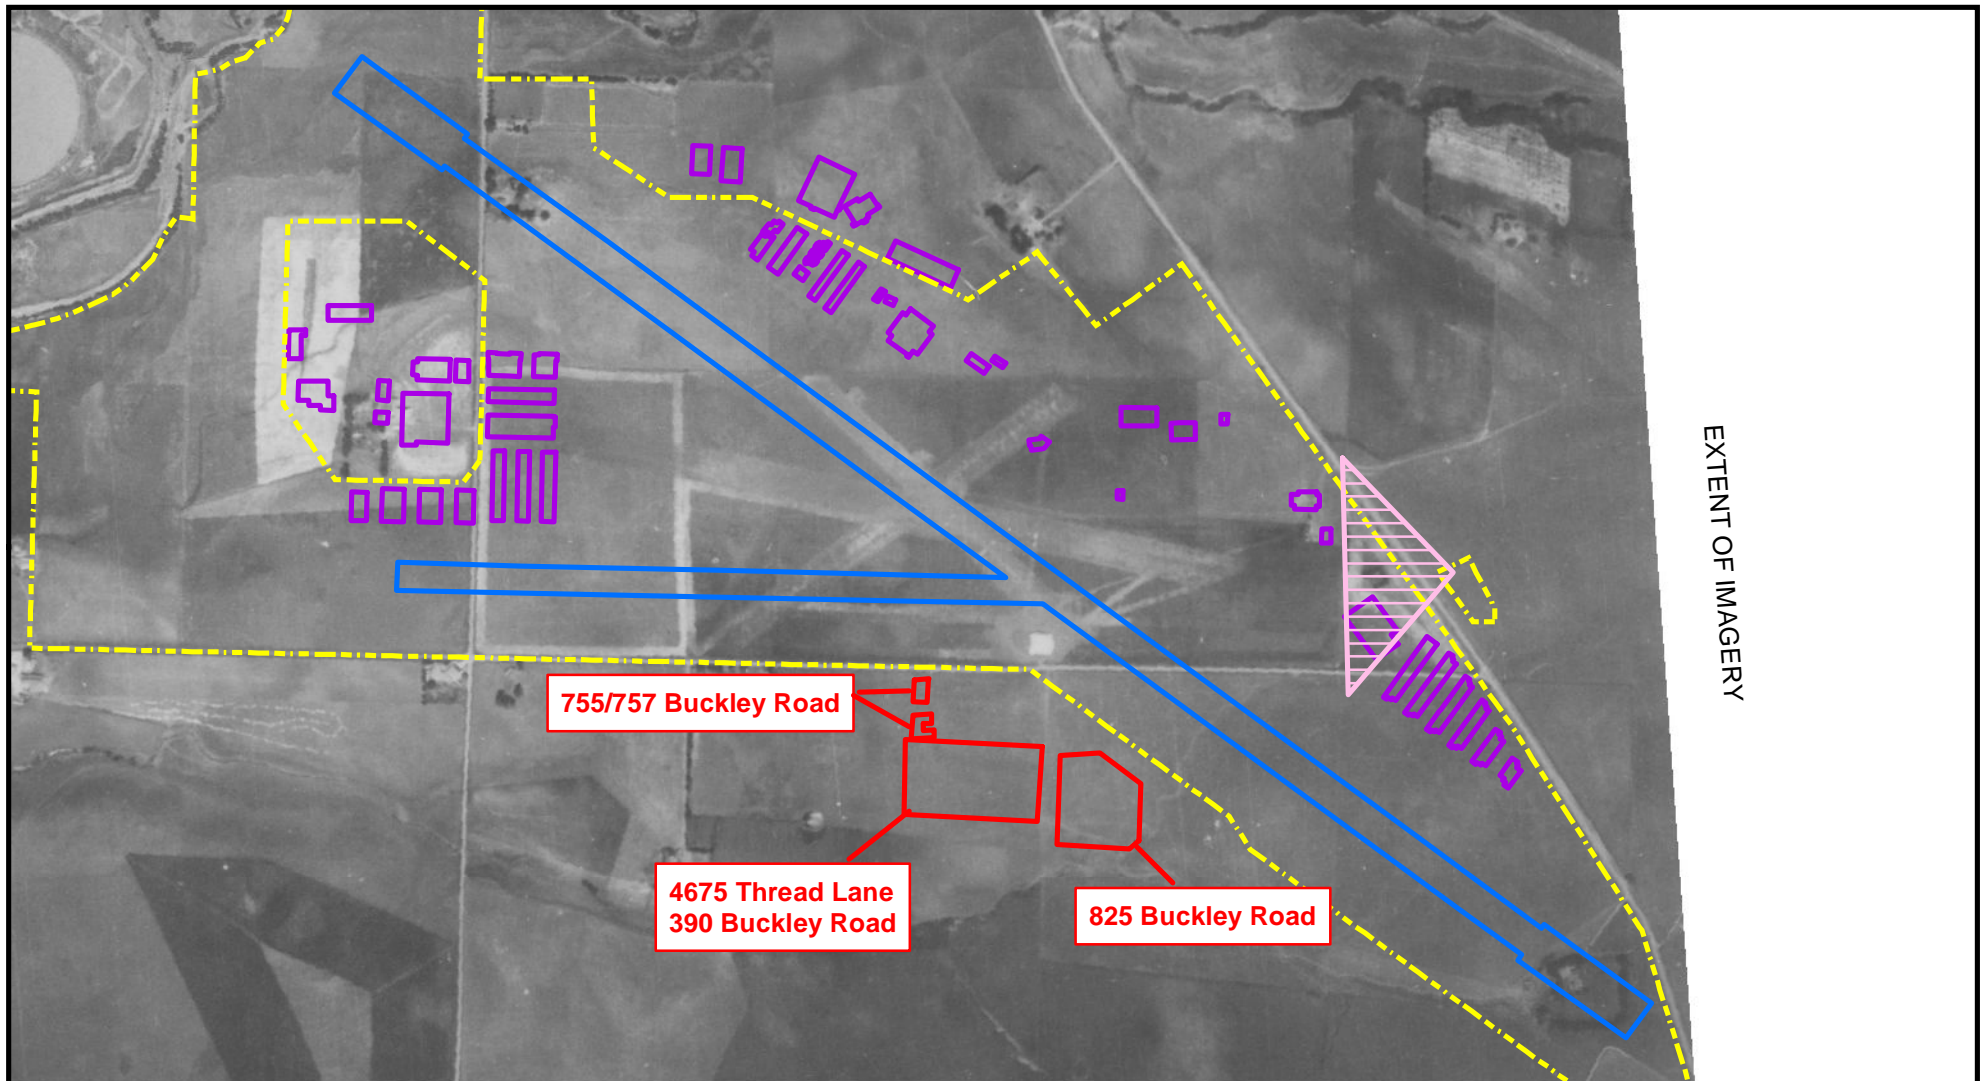 EXTENT OF IMAGERY
755/757 Buckley Road
4675 Thread Lane
390 Buckley Road
825 Buckley Road